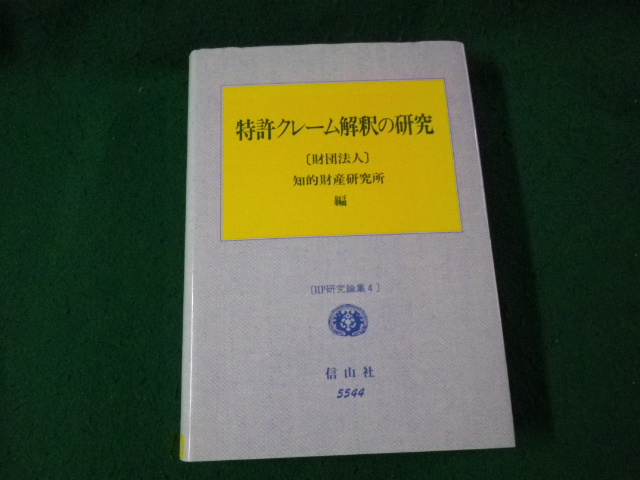 特許クレーム解釈の研究
〔財団法人〕
知的財産研究所
編
〔IIP研究論集4〕
信山社
5544